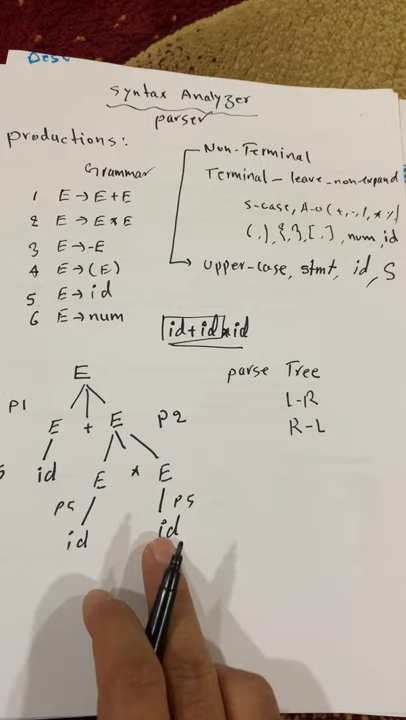 Desc
Syntax Analyzer
parser
productions:
Grammar
1 E → E + E
2 E → E * E
3 E → -E
4 E → (E)
5 E → id
6 E → num
Non-Terminal
Terminal - leave - non-expand
s-case, A-o (+, -, /, *, %)
(, ), {, }, [, ], num, id
upper-case, stmt, id, S
id + id * id
parse Tree
L-R
R-L
E
P1
E + E P2
5 id E * E
P5 P5
id id